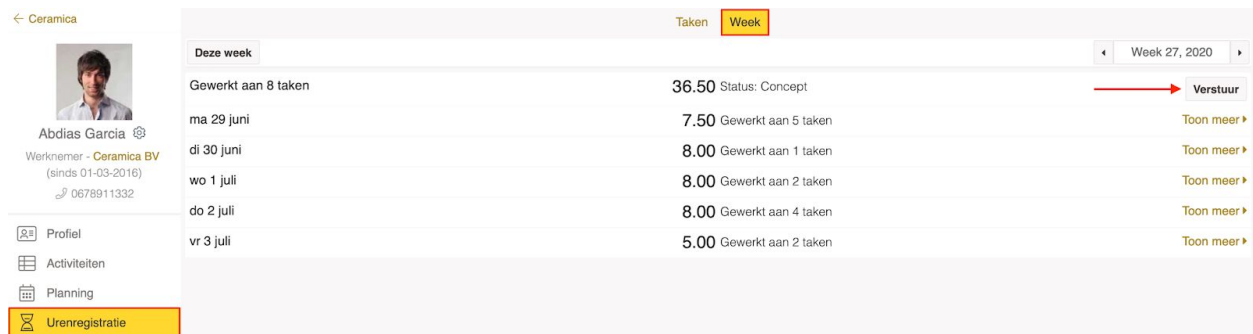 ← Ceramica
Abdias Garcia
Werknemer - Ceramica BV
(sinds 01-03-2016)
0678911332
Profiel
Activiteiten
Planning
Urenregistratie
Taken Week
Deze week Week 27, 2020
Gewerkt aan 8 taken 36.50 Status: Concept Verstuur
ma 29 juni 7.50 Gewerkt aan 5 taken Toon meer
di 30 juni 8.00 Gewerkt aan 1 taken Toon meer
wo 1 juli 8.00 Gewerkt aan 2 taken Toon meer
do 2 juli 8.00 Gewerkt aan 4 taken Toon meer
vr 3 juli 5.00 Gewerkt aan 2 taken Toon meer